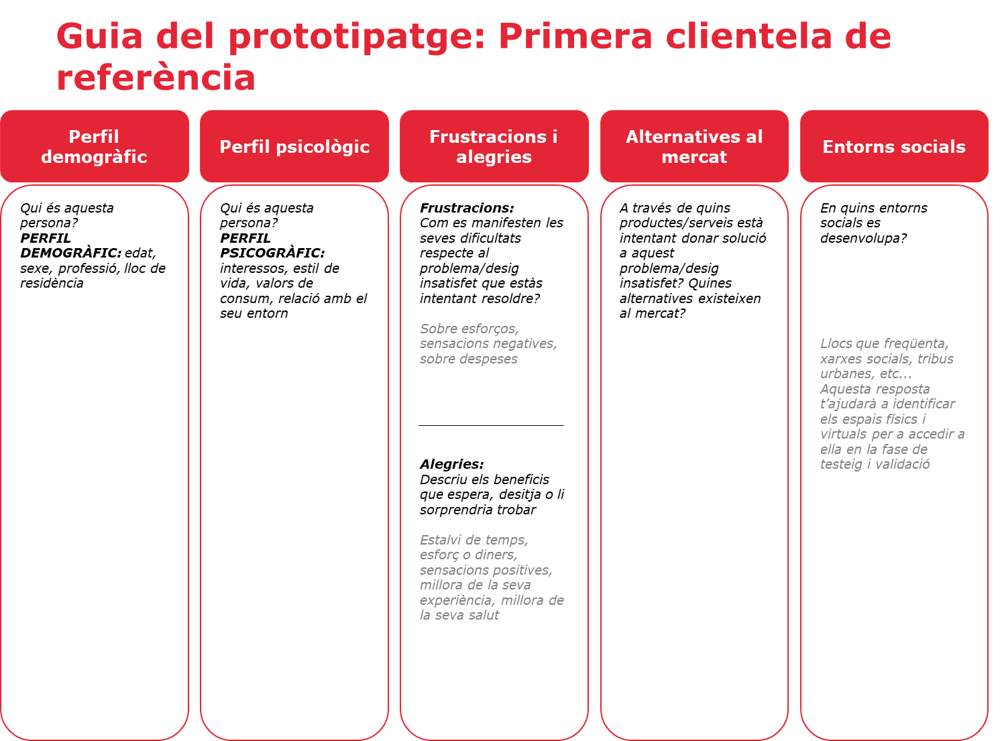 Guia del prototipatge: Primera clientela de
referència
Perfil
demogràfic
Perfil psicològic
Frustracions i
alegries
Alternatives al
mercat
Entorns socials
Qui és aquesta
persona?
PERFIL
DEMOGRÀFIC: edat,
sexe, professió, lloc de
residència
Qui és aquesta
persona?
PERFIL
PSICOGRÀFIC:
interessos, estil de
vida, valors de
consum, relació amb el
seu entorn
Frustracions:
Com es manifesten les
seves dificultats
respecte al
problema/desig
insatisfet que estàs
intentant resoldre?
Sobre esforços,
sensacions negatives,
sobre despeses
Alegries:
Descriu els beneficis
que espera, desitja o li
sorprendria trobar
Estalvi de temps,
esforç o diners,
sensacions positives,
millora de la seva
experiència, millora de
la seva salut
A través de quins
productes/serveis està
intentant donar solució
a aquest
problema/desig
insatisfet? Quines
alternatives existeixen
al mercat?
En quins entorns
socials es
desenvolupa?
Llocs que freqüenta,
xarxes socials, tribus
urbanes, etc…
Aquesta resposta
t’ajudarà a identificar
els espais físics i
virtuals per a accedir a
ella en la fase de
testeig i validació